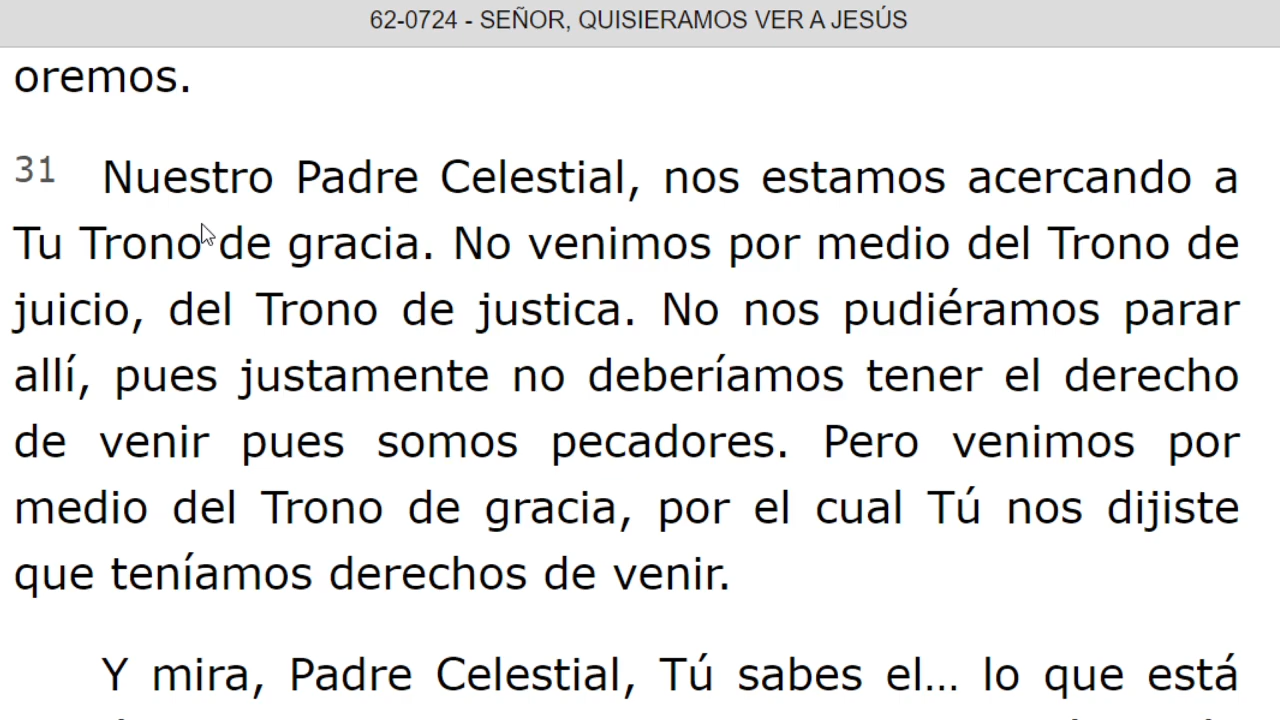 62-0724 - SEÑOR, QUISIERAMOS VER A JESÚS
oremos.
31 Nuestro Padre Celestial, nos estamos acercando a
Tu Trono de gracia. No venimos por medio del Trono de
juicio, del Trono de justica. No nos pudiéramos parar
allí, pues justamente no deberíamos tener el derecho
de venir pues somos pecadores. Pero venimos por
medio del Trono de gracia, por el cual Tú nos dijiste
que teníamos derechos de venir.
Y mira, Padre Celestial, Tú sabes el... lo que está